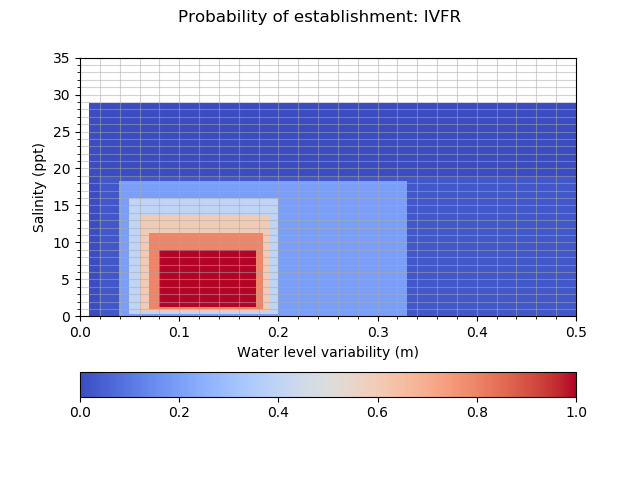 Probability of establishment: IVFR
35
30
25
20
15
10
5
0
Salinity (ppt)
0.0 0.1 0.2 0.3 0.4 0.5
Water level variability (m)
0.0 0.2 0.4 0.6 0.8 1.0